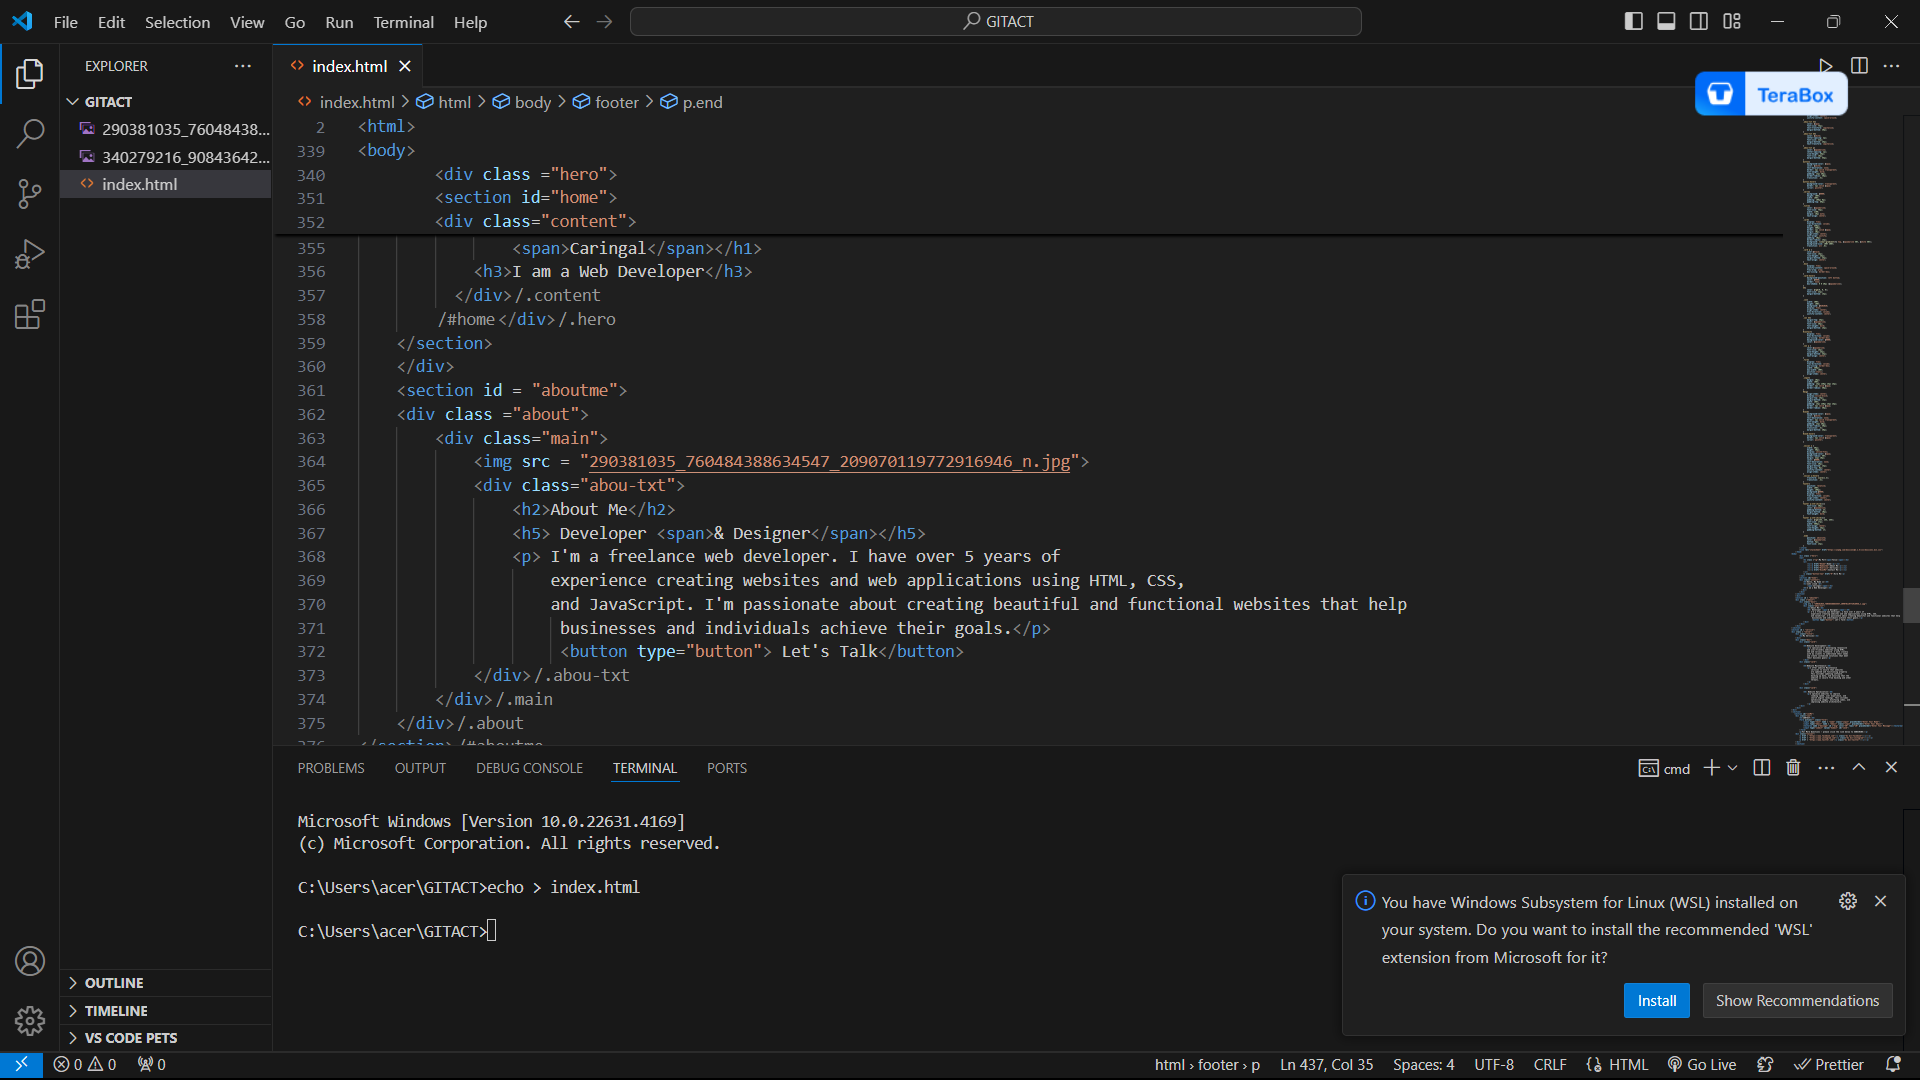 File Edit Selection View Go Run Terminal Help
GITACT
EXPLORER
index.html
TeraBox
GITACT
290381035_76048438...
340279216_90843642...
index.html
index.html > html > body > footer > p.end
2 <html>
339 <body>
340 <div class ="hero">
351 <section id="home">
352 <div class="content">
355 <span>Caringal</span></h1>
356 <h3>I am a Web Developer</h3>
357 </div>/.content
358 /#home</div>/.hero
359 </section>
360 </div>
361 <section id = "aboutme">
362 <div class ="about">
363 <div class="main">
364 <img src = "290381035_760484388634547_209070119772916946_n.jpg">
365 <div class="abou-txt">
366 <h2>About Me</h2>
367 <h5> Developer <span>& Designer</span></h5>
368 <p> I'm a freelance web developer. I have over 5 years of
369 experience creating websites and web applications using HTML, CSS,
370 and JavaScript. I'm passionate about creating beautiful and functional websites that help
371 businesses and individuals achieve their goals.</p>
372 <button type="button"> Let's Talk</button>
373 </div>/.abou-txt
374 </div>/.main
375 </div>/.about
376 </section>/#aboutme
PROBLEMS OUTPUT DEBUG CONSOLE TERMINAL PORTS
cmd
Microsoft Windows [Version 10.0.22631.4169]
(c) Microsoft Corporation. All rights reserved.
C:\Users\acer\GITACT>echo > index.html
C:\Users\acer\GITACT>
You have Windows Subsystem for Linux (WSL) installed on
your system. Do you want to install the recommended 'WSL'
extension from Microsoft for it?
Install
Show Recommendations
OUTLINE
TIMELINE
VS CODE PETS
0 0 0
html > footer > p
Ln 437, Col 35
Spaces: 4
UTF-8
CRLF
HTML
Go Live
Prettier